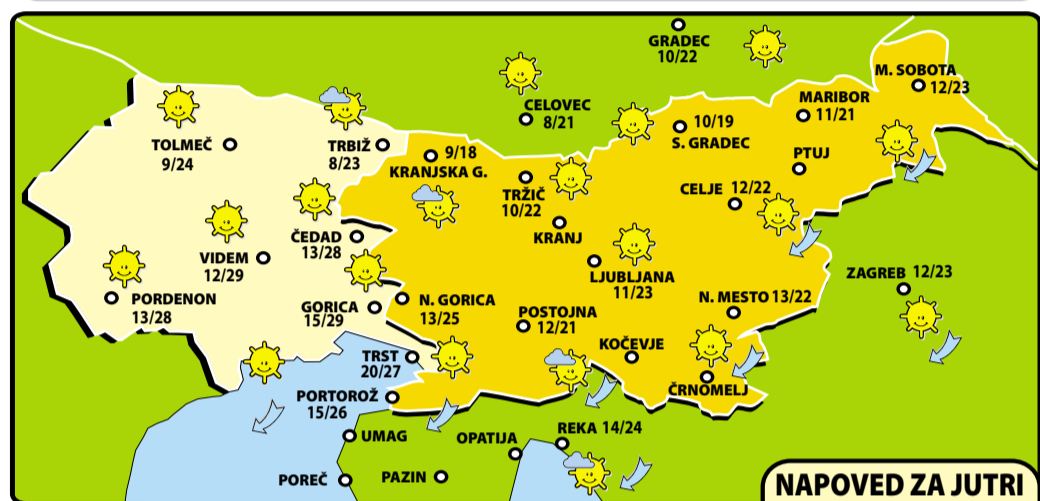 GRADEC
10/22
M. SOBOTA
12/23
CELOVEC
8/21
MARIBOR
11/21
TOLMEČ
9/24
TRBIŽ
8/23
9/18
KRANJSKA G.
10/19
S. GRADEC
PTUJ
TRŽIČ
10/22
CELJE 12/22
KRANJ
ČEDAD
13/28
VIDEM
12/29
LJUBLJANA
11/23
ZAGREB 12/23
PORDENON
13/28
GORICA
15/29
N. GORICA
13/25
POSTOJNA
12/21
N. MESTO 13/22
KOČEVJE
TRST
20/27
ČRNOMELJ
PORTOROŽ
15/26
UMAG
OPATIJA
REKA 14/24
POREČ
PAZIN
NAPOVED ZA JUTRI